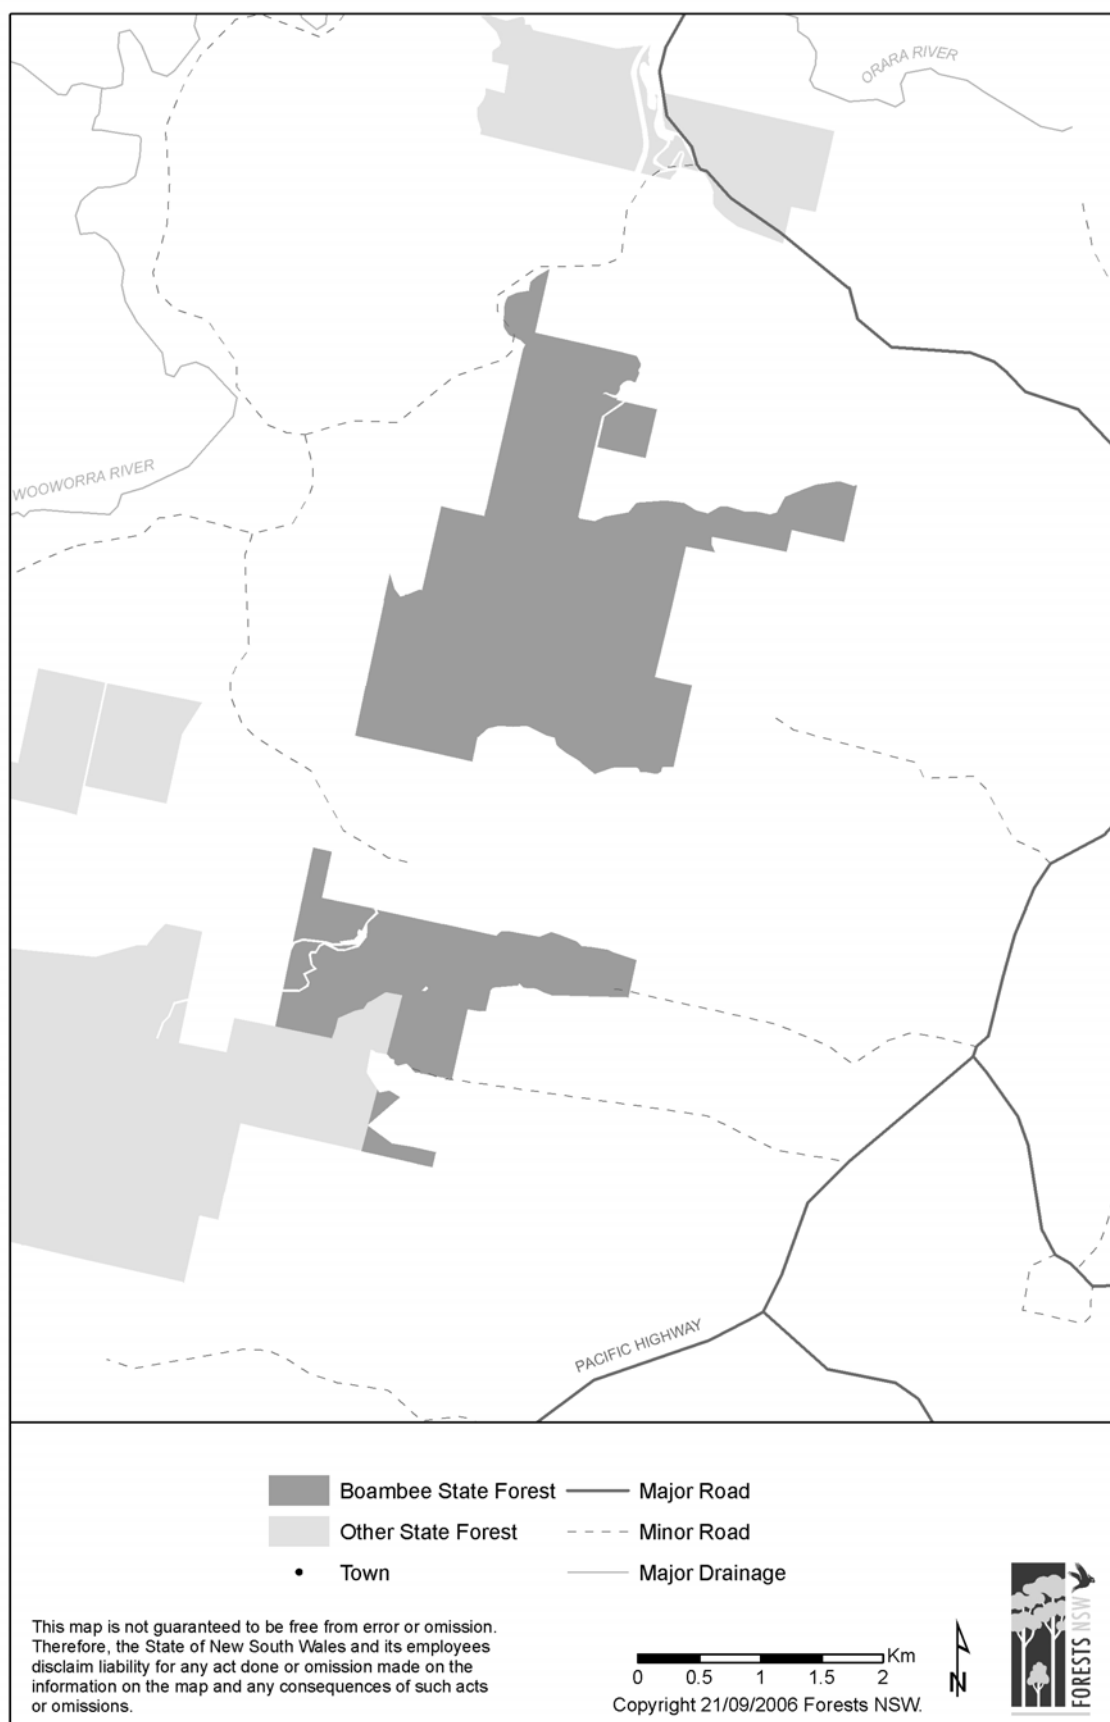 ORARA RIVER
WOOWORRA RIVER
PACIFIC HIGHWAY
Boambee State Forest
Major Road
Other State Forest
Minor Road
Town
Major Drainage
This map is not guaranteed to be free from error or omission.
Therefore, the State of New South Wales and its employees
disclaim liability for any act done or omission made on the
information on the map and any consequences of such acts
or omissions.
Km
0 0.5 1 1.5 2
Copyright 21/09/2006 Forests NSW.
N
FORESTS NSW